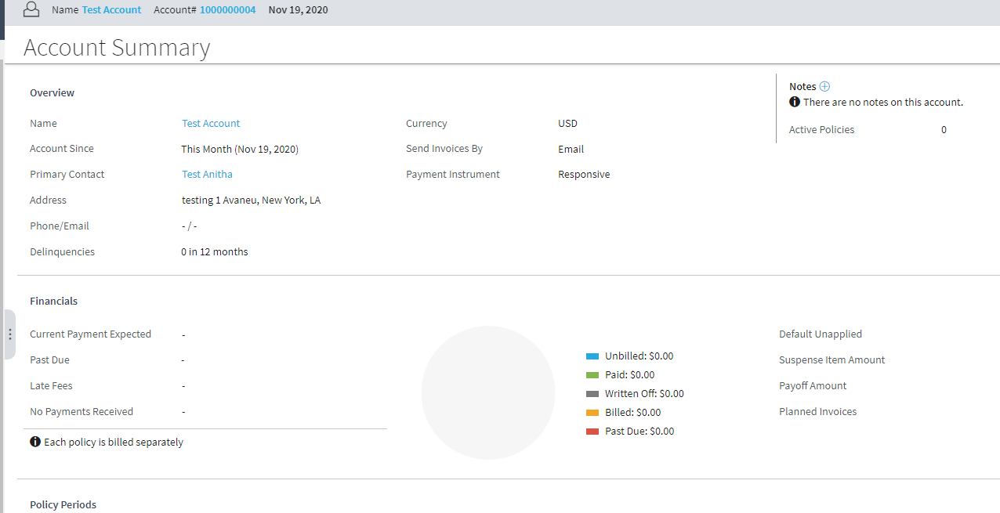 Name Test Account Account# 1000000004 Nov 19, 2020
Account Summary
Overview
Name Test Account
Account Since This Month (Nov 19, 2020)
Primary Contact Test Anitha
Address testing 1 Avaneu, New York, LA
Phone/Email - / -
Delinquencies 0 in 12 months
Currency USD
Send Invoices By Email
Payment Instrument Responsive
Notes
There are no notes on this account.
Active Policies 0
Financials
Current Payment Expected -
Past Due -
Late Fees -
No Payments Received -
Each policy is billed separately
Unbilled: $0.00
Paid: $0.00
Written Off: $0.00
Billed: $0.00
Past Due: $0.00
Default Unapplied
Suspense Item Amount
Payoff Amount
Planned Invoices
Policy Periods